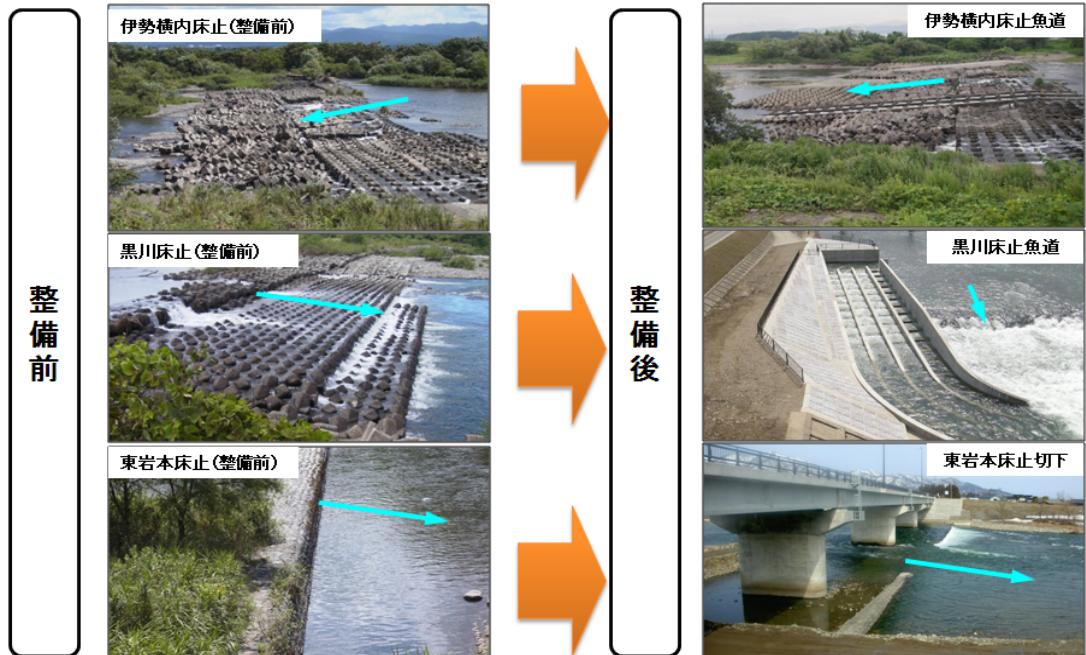 整備前
伊勢横内床止(整備前)
黒川床止(整備前)
東岩本床止(整備前)
整備後
伊勢横内床止魚道
黒川床止魚道
東岩本床止切下